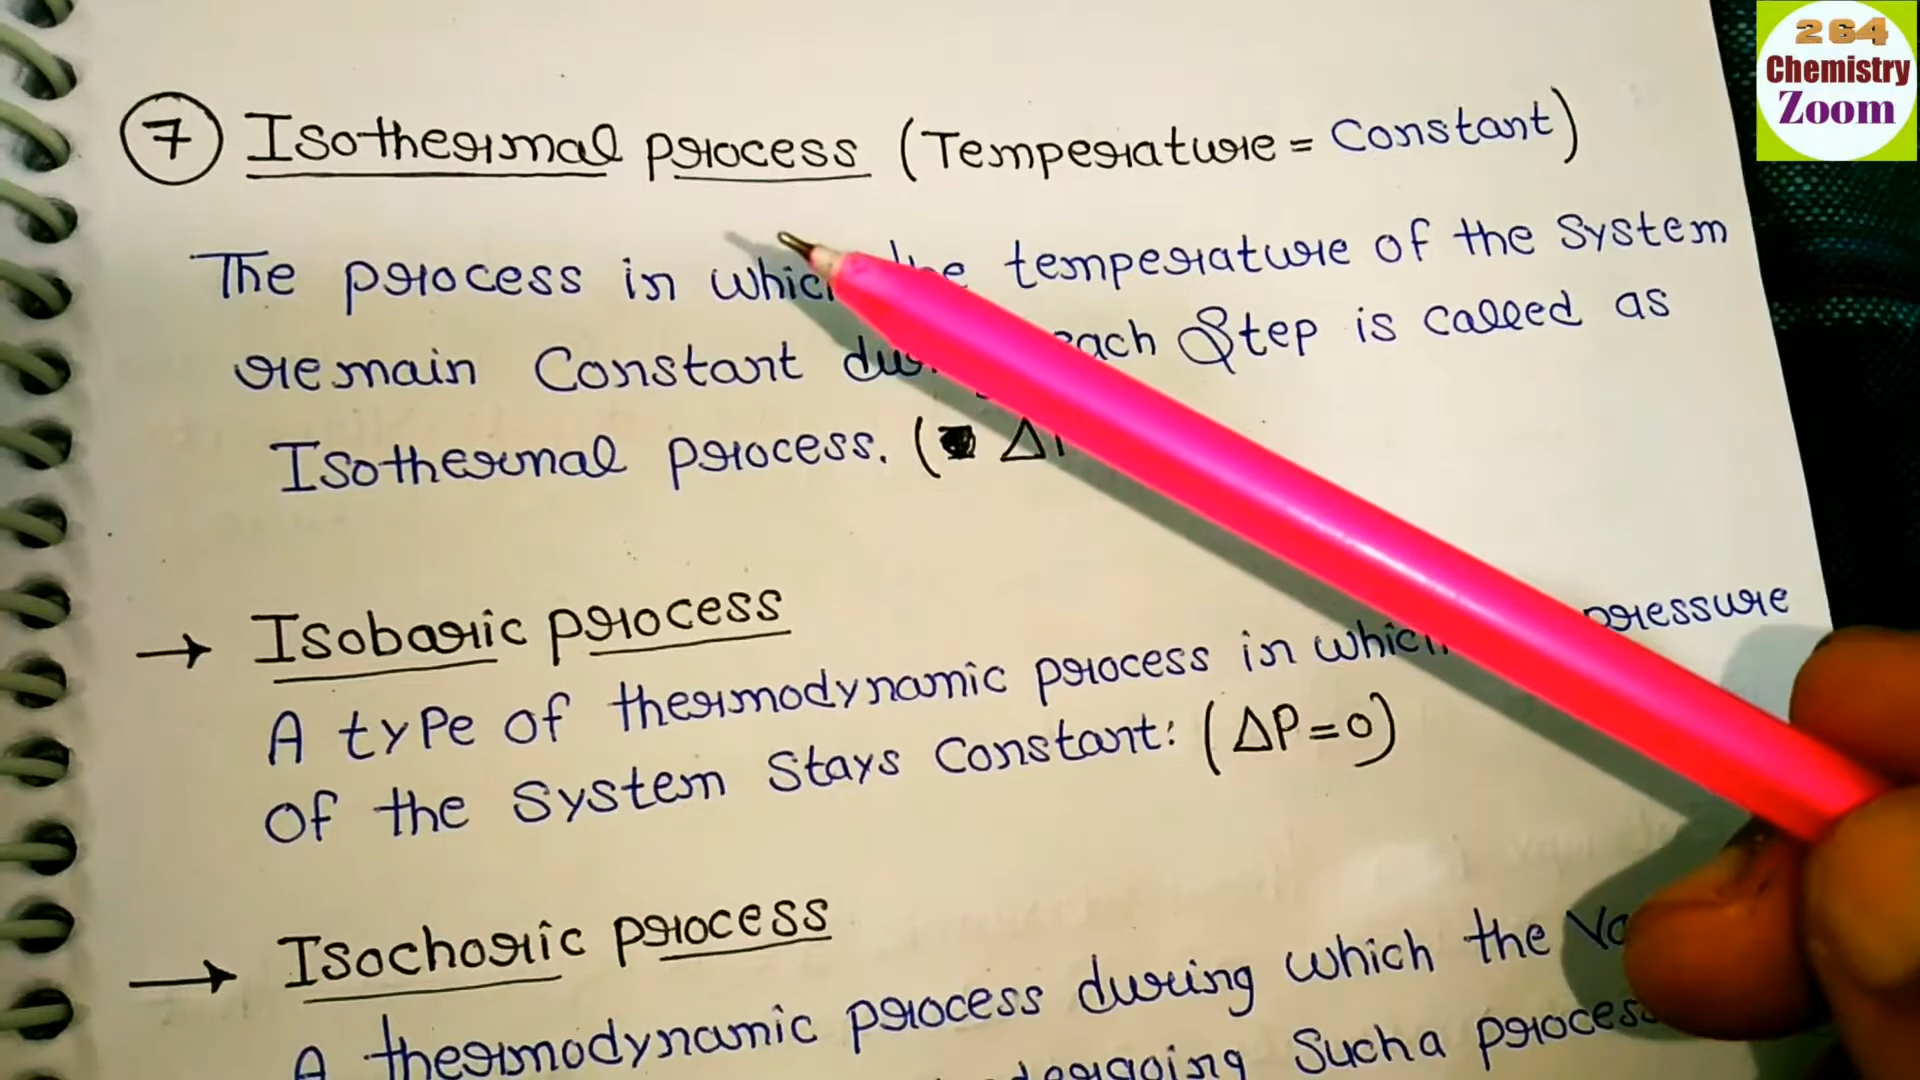 264
Chemistry
Zoom
7 Isothermal process (Temperature = Constant)
The process in which the temperature of the System
remain Constant each Step is called as
Isothermal process. ( Δ
→ Isobaric process
A type of thermodynamic process in which pressure
of the System Stays Constant: (ΔP=0)
→ Isochoric process
A thermodynamic process during which the
Sucha process